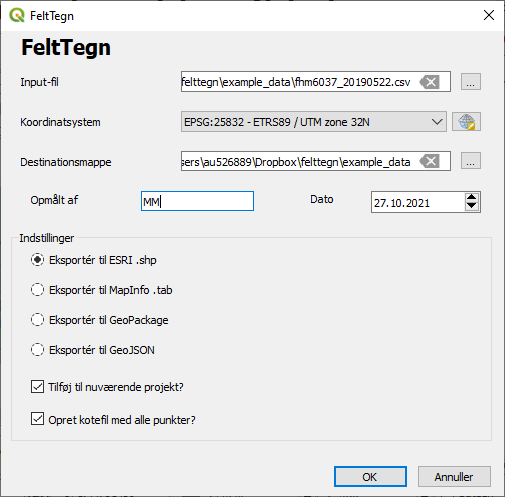 FeltTegn
FeltTegn
Input-fil
felttegn\example_data\fhm6037_20190522.csv
...
Koordinatsystem
EPSG:25832 - ETRS89 / UTM zone 32N
Destinationsmappe
sers\au526889\Dropbox\felttegn\example_data
...
Opmålt af
MM
Dato
27.10.2021
Indstillinger
Eksportér til ESRI .shp
Eksportér til MapInfo .tab
Eksportér til GeoPackage
Eksportér til GeoJSON
Tilføj til nuværende projekt?
Opret kotefil med alle punkter?
OK
Annuller